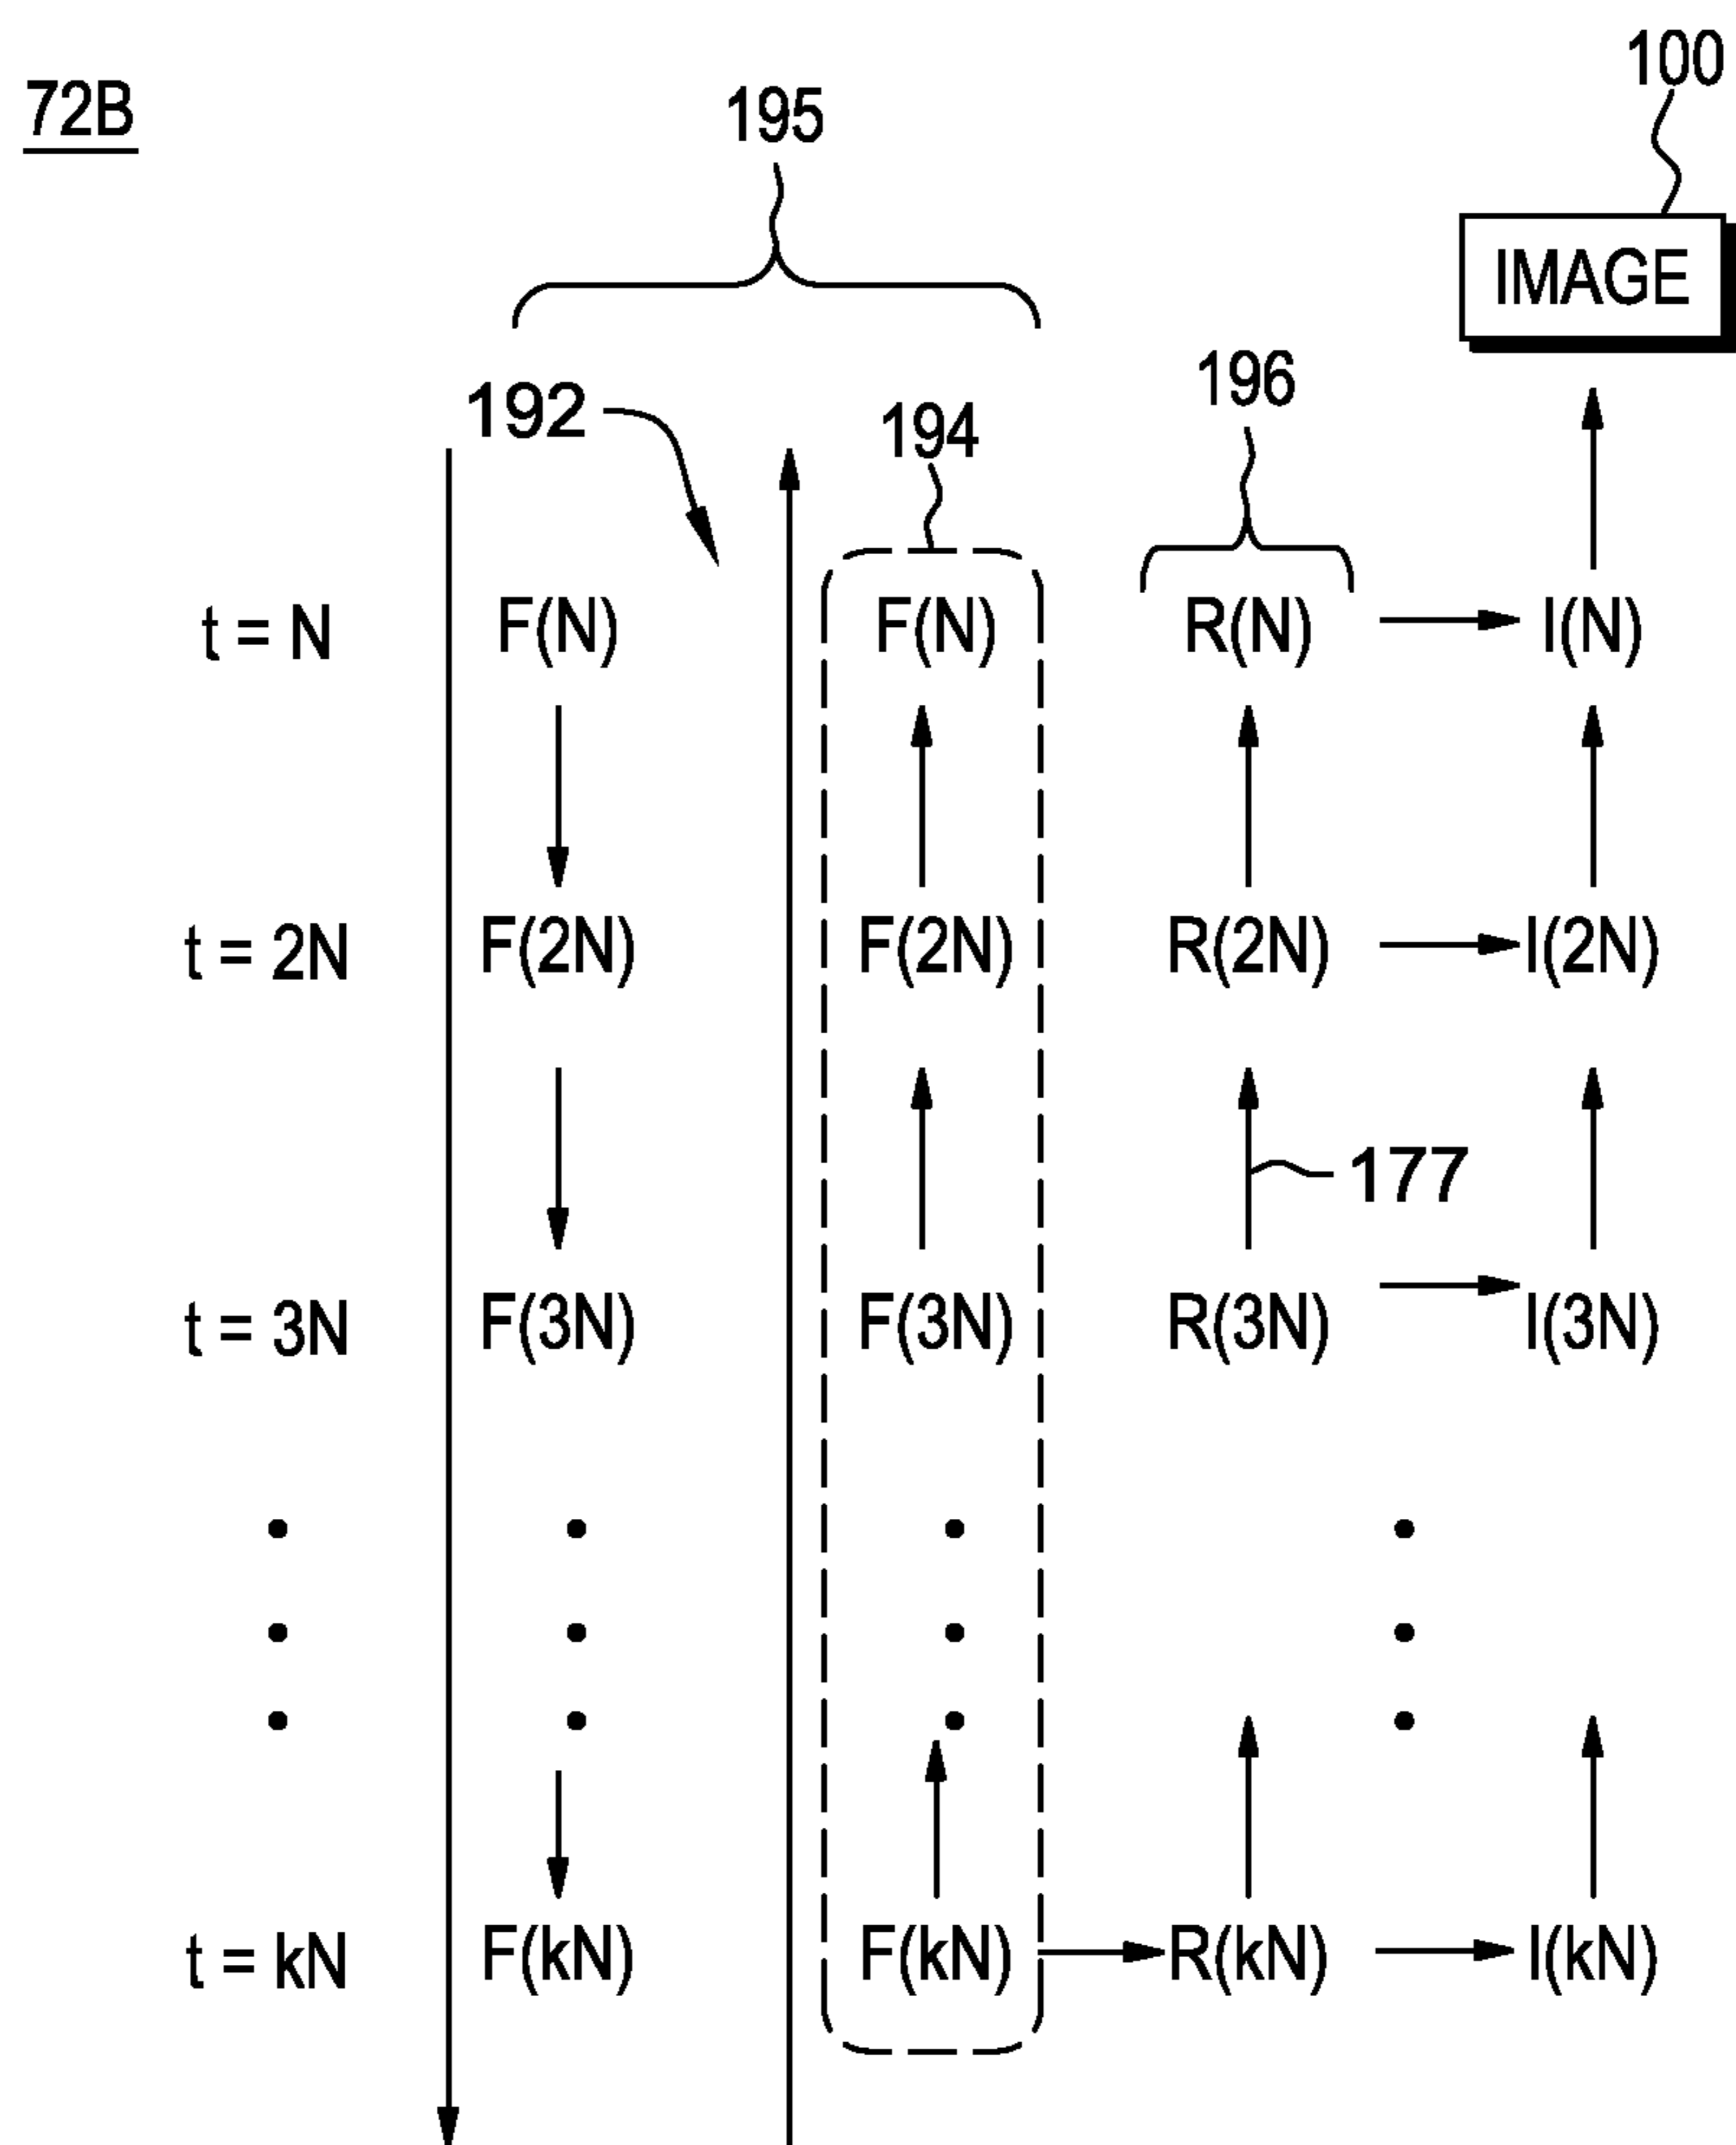 100
72B
195
IMAGE
196
192
194
t = N F(N) F(N) R(N) I(N)
t = 2N F(2N) F(2N) R(2N) I(2N)
177
t = 3N F(3N) F(3N) R(3N) I(3N)
t = kN F(kN) F(kN) R(kN) I(kN)